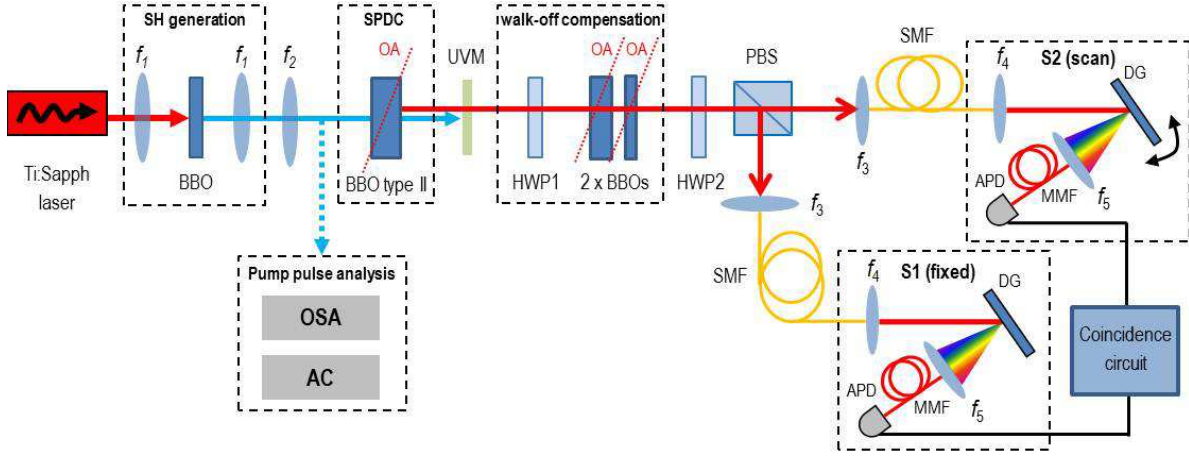 SH generation
SPDC
walk-off compensation
SMF
S2 (scan)
f1
f1
f2
OA
UVM
OA
OA
PBS
f4
DG
Ti:Sapph
laser
BBO
BBO type II
HWP1
2 x BBOs
HWP2
f3
APD
MMF
f5
f3
Pump pulse analysis
OSA
AC
SMF
S1 (fixed)
f4
DG
APD
MMF
f5
Coincidence
circuit